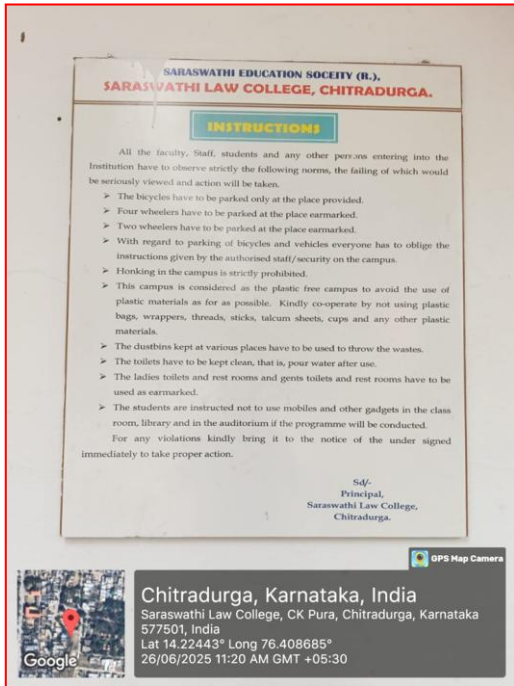 SARASWATHI EDUCATION SOCEITY (R.),
SARASWATHI LAW COLLEGE, CHITRADURGA.
INSTRUCTIONS
All the faculty, Staff, students and any other persons entering into the
Institution have to observe strictly the following norms, the failing of which would
be seriously viewed and action will be taken.
➤ The bicycles have to be parked only at the place provided.
➤ Four wheelers have to be parked at the place earmarked.
➤ Two wheelers have to be parked at the place earmarked.
➤ With regard to parking of bicycles and vehicles everyone has to oblige the
instructions given by the authorised staff/security on the campus.
➤ Honking in the campus is strictly prohibited.
➤ This campus is considered as the plastic free campus to avoid the use of
plastic materials as for as possible. Kindly co-operate by not using plastic
bags, wrappers, threads, sticks, talcum sheets, cups and any other plastic
materials.
➤ The dustbins kept at various places have to be used to throw the wastes.
➤ The toilets have to be kept clean, that is, pour water after use.
➤ The ladies toilets and rest rooms and gents toilets and rest rooms have to be
used as earmarked.
➤ The students are instructed not to use mobiles and other gadgets in the class
room, library and in the auditorium if the programme will be conducted.
For any violations kindly bring it to the notice of the under signed
immediately to take proper action.
Sd/-
Principal,
Saraswathi Law College,
Chitradurga.
GPS Map Camera
Google
Chitradurga, Karnataka, India
Saraswathi Law College, CK Pura, Chitradurga, Karnataka
577501, India
Lat 14.22443° Long 76.408685°
26/06/2025 11:20 AM GMT +05:30